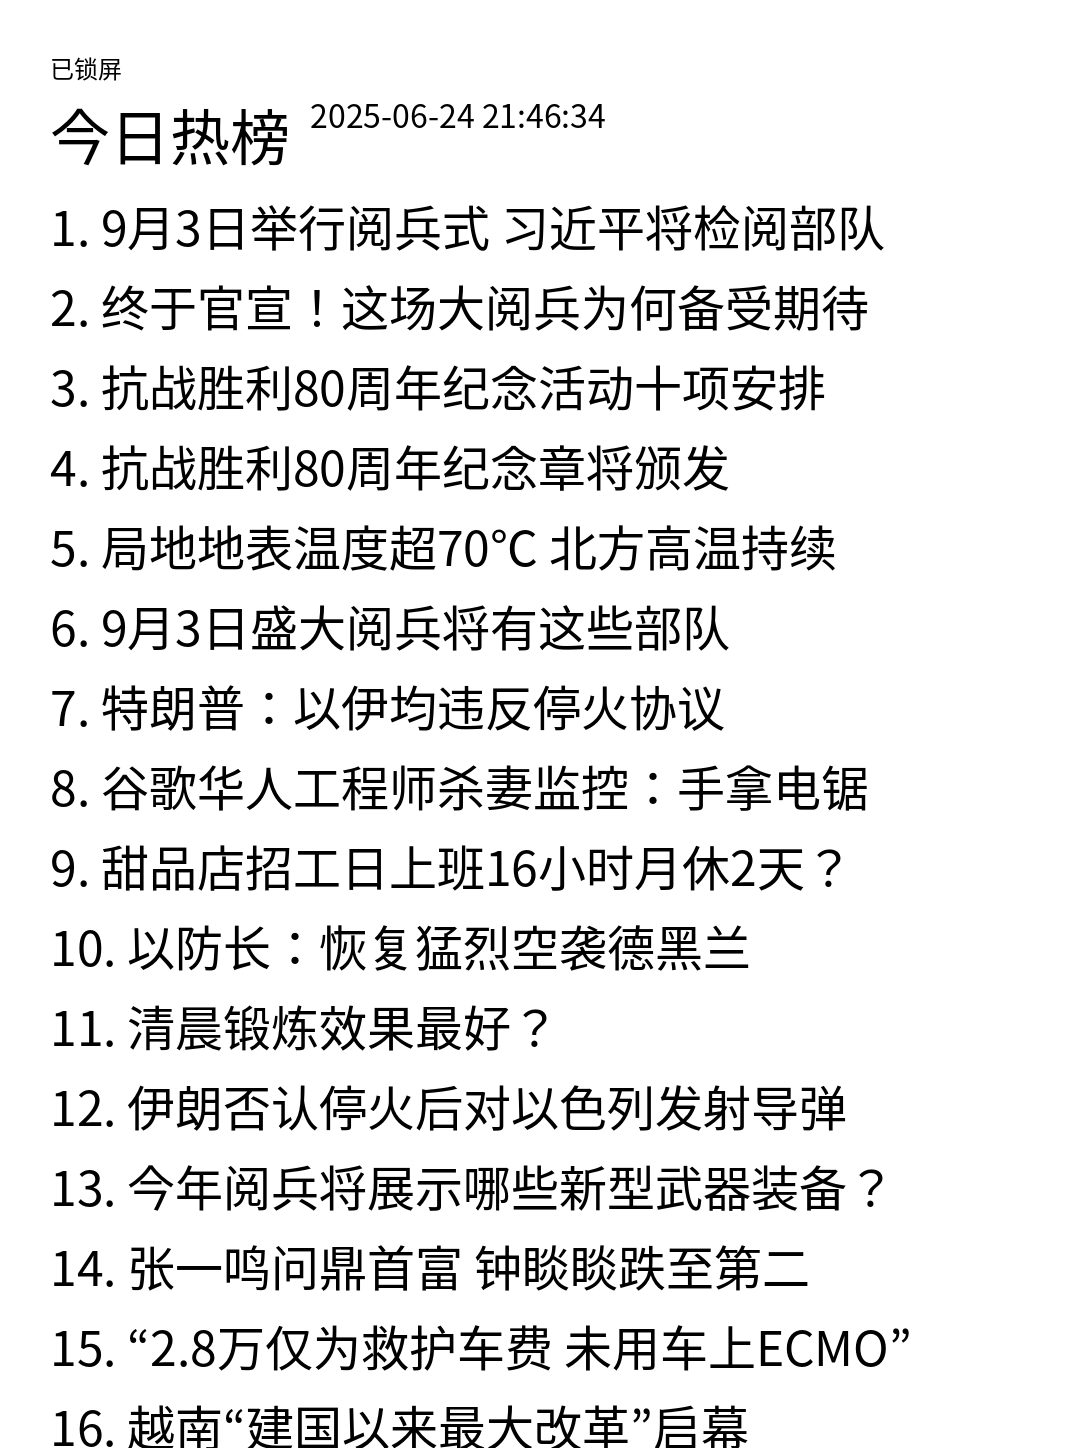 已锁屏
今日热榜 2025-06-24 21:46:34
1. 9月3日举行阅兵式 习近平将检阅部队
2. 终于官宣！这场大阅兵为何备受期待
3. 抗战胜利80周年纪念活动十项安排
4. 抗战胜利80周年纪念章将颁发
5. 局地地表温度超70℃ 北方高温持续
6. 9月3日盛大阅兵将有这些部队
7. 特朗普：以伊均违反停火协议
8. 谷歌华人工程师杀妻监控：手拿电锯
9. 甜品店招工日上班16小时月休2天？
10. 以防长：恢复猛烈空袭德黑兰
11. 清晨锻炼效果最好？
12. 伊朗否认停火后对以色列发射导弹
13. 今年阅兵将展示哪些新型武器装备？
14. 张一鸣问鼎首富 钟睒睒跌至第二
15. “2.8万仅为救护车费 未用车上ECMO”
16. 越南“建国以来最大改革”启幕